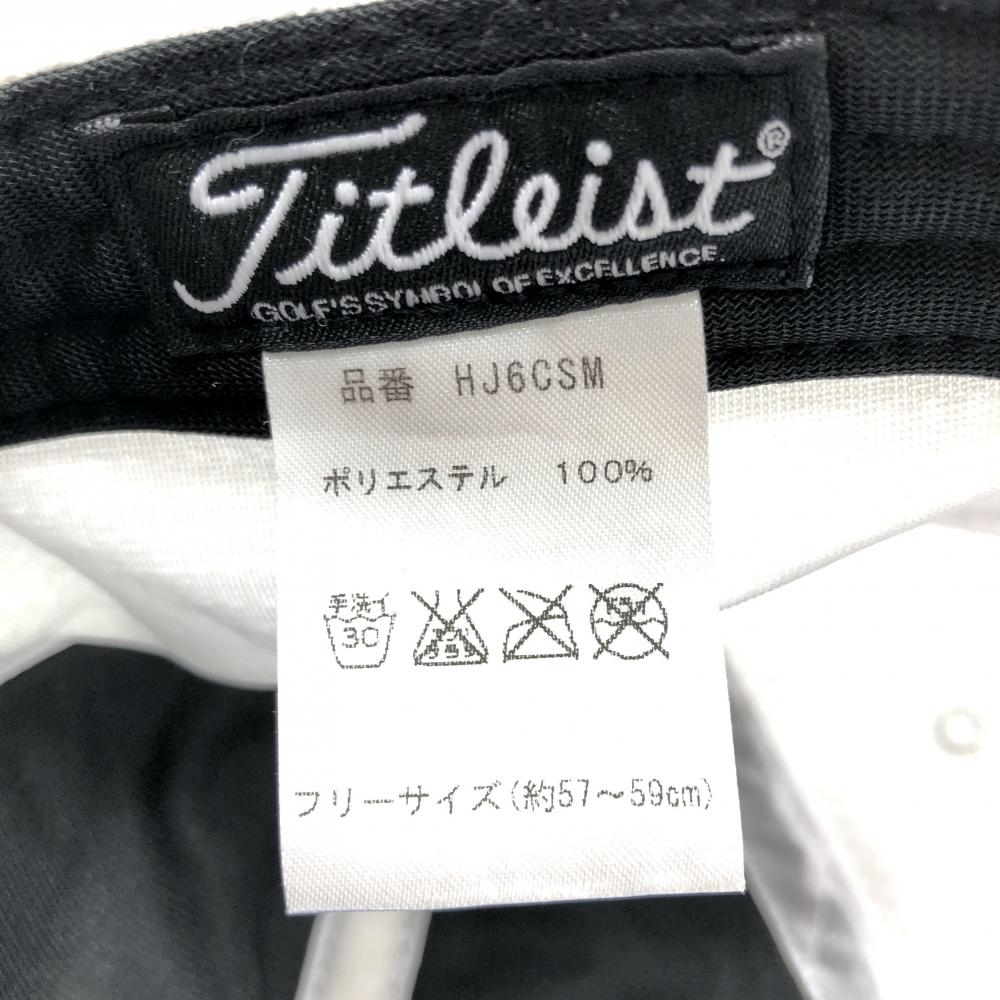 Titleist®
GOLF'S SYMBOL OF EXCELLENCE.
品番 HJ6CSM
ポリエステル 100%
手洗イ
30
フリーサイズ(約57〜59cm)